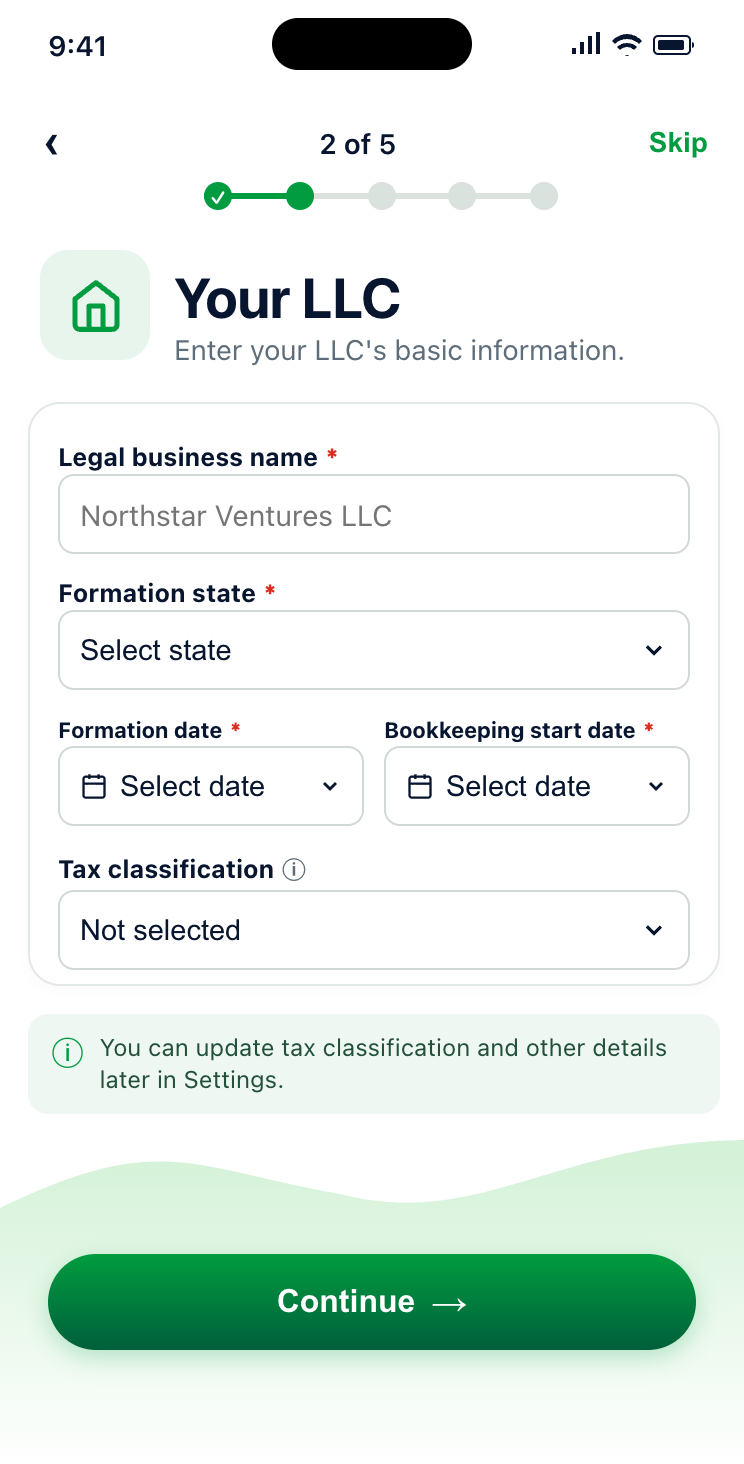 9:41
2 of 5
Skip
Your LLC
Enter your LLC's basic information.
Legal business name *
Northstar Ventures LLC
Formation state *
Select state
Formation date *
Bookkeeping start date *
Select date
Select date
Tax classification
Not selected
You can update tax classification and other details
later in Settings.
Continue →